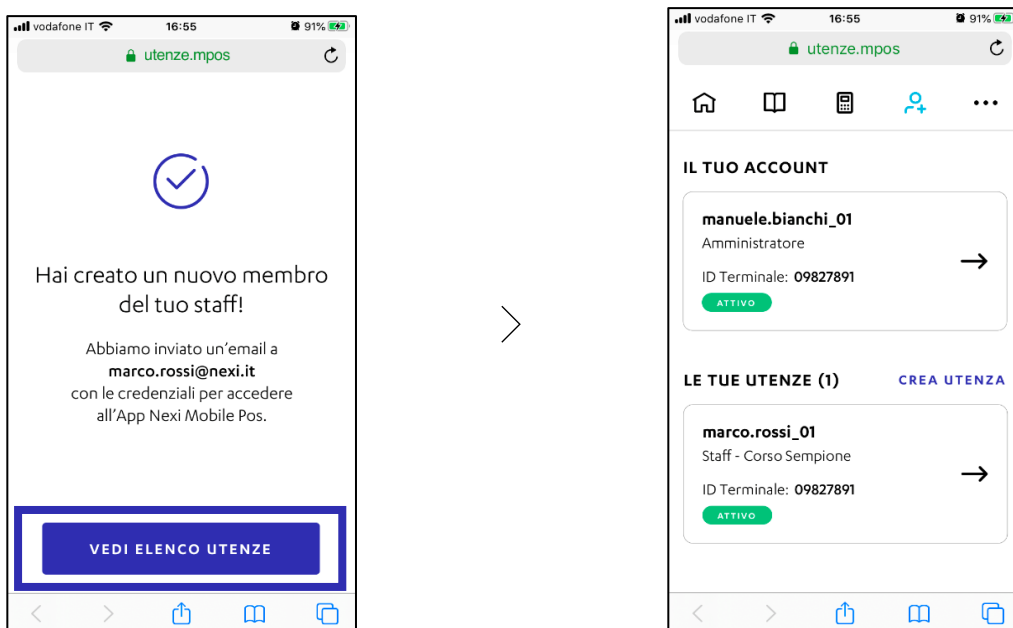 vodafone IT 16:55 91%
utenze.mpos
Hai creato un nuovo membro
del tuo staff!
Abbiamo inviato un'email a
marco.rossi@nexi.it
con le credenziali per accedere
all'App Nexi Mobile Pos.
VEDI ELENCO UTENZE
vodafone IT 16:55 91%
utenze.mpos
IL TUO ACCOUNT
manuele.bianchi_01
Amministratore
ID Terminale: 09827891
ATTIVO
LE TUE UTENZE (1) CREA UTENZA
marco.rossi_01
Staff - Corso Sempione
ID Terminale: 09827891
ATTIVO